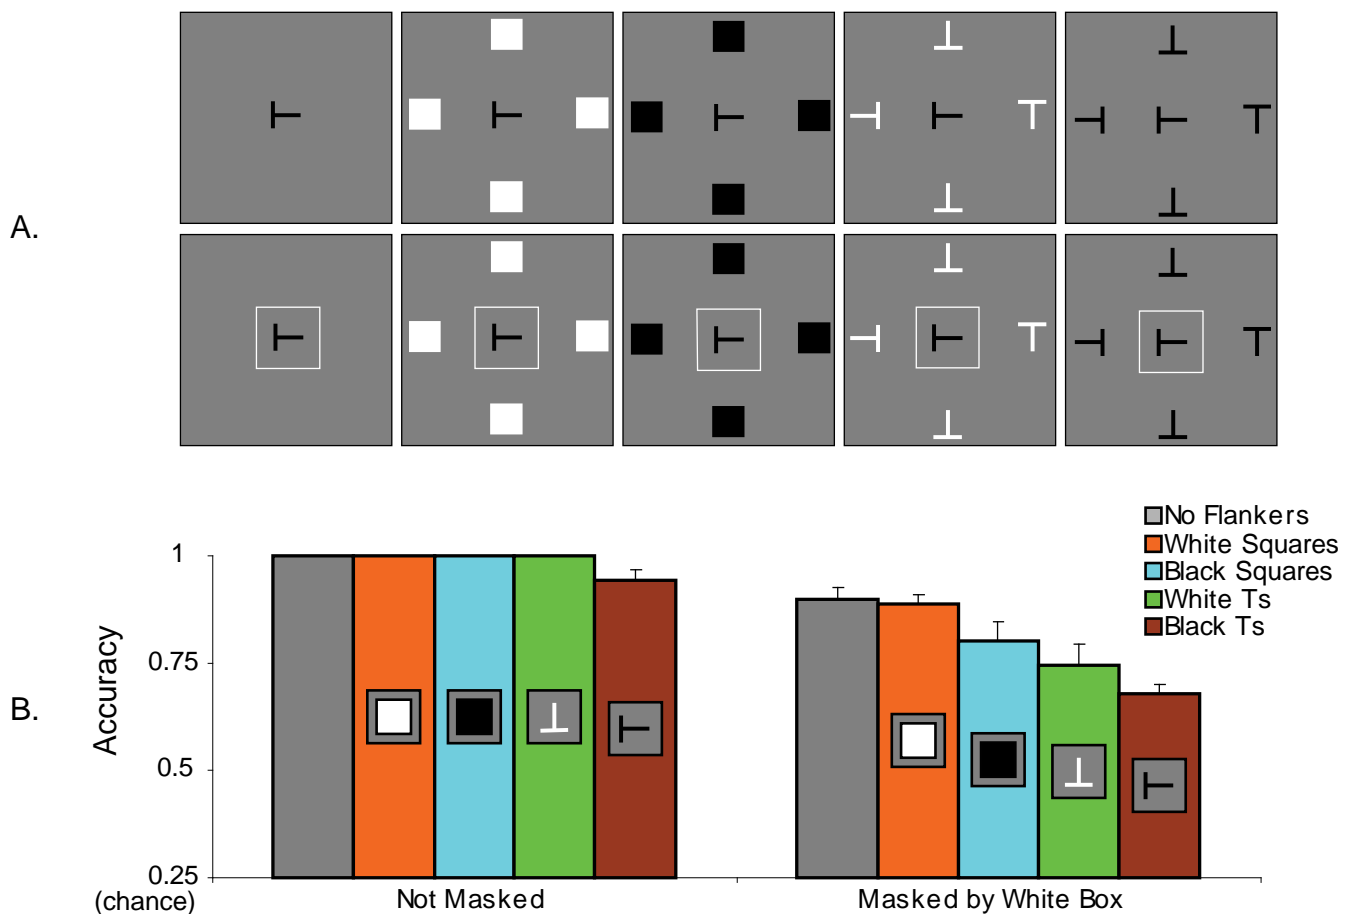 A.
No Flankers
White Squares
Black Squares
White Ts
Black Ts
1
0.75
0.5
0.25
(chance)
Accuracy
B.
Not Masked
Masked by White Box